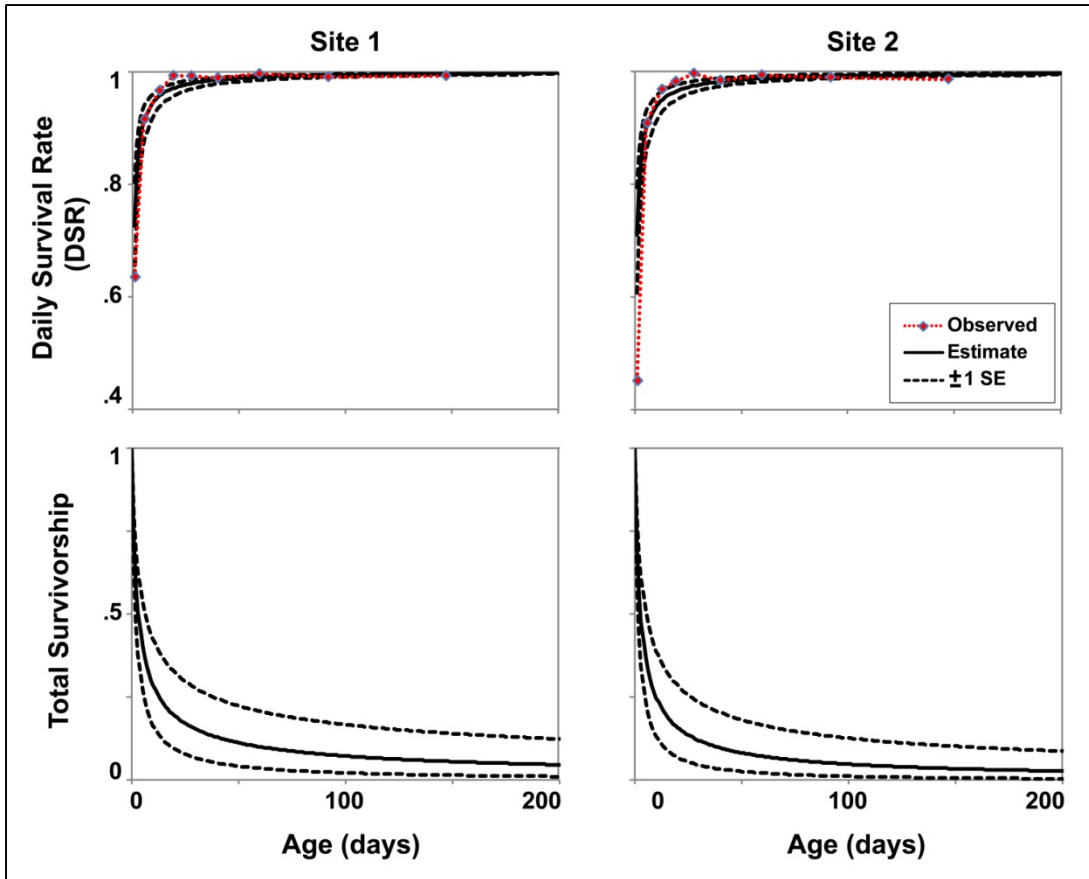 Site 1
Site 2
Daily Survival Rate
(DSR)
1
.8
.6
.4
1
Observed
Estimate
±1 SE
Total Survivorship
1
.5
0
0
100
200
0
100
200
Age (days)
Age (days)